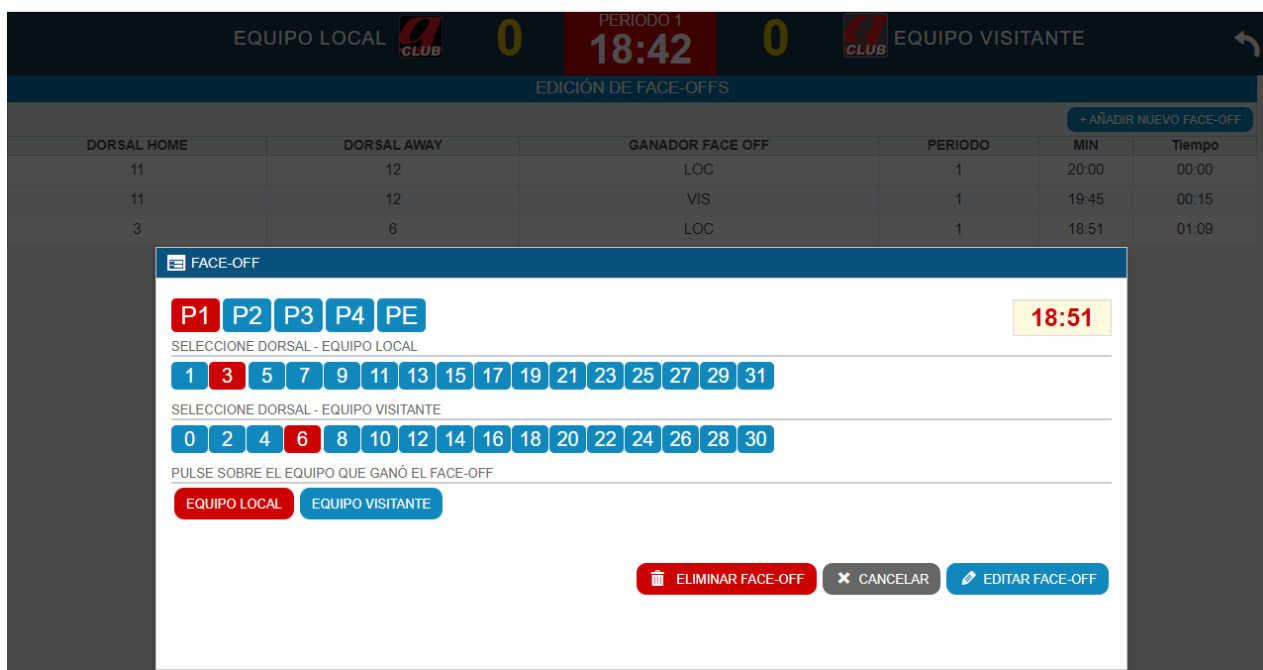 PERIODO 1
EQUIPO LOCAL CLUB 0 18:42 0 CLUB EQUIPO VISITANTE
EDICIÓN DE FACE-OFFS
+ AÑADIR NUEVO FACE-OFF
DORSAL HOME DORSAL AWAY GANADOR FACE OFF PERIODO MIN Tiempo
11 12 LOC 1 20:00 00:00
11 12 VIS 1 19:45 00:15
3 6 LOC 1 18:51 01:09
FACE-OFF
P1 P2 P3 P4 PE 18:51
SELECCIONE DORSAL - EQUIPO LOCAL
1 3 5 7 9 11 13 15 17 19 21 23 25 27 29 31
SELECCIONE DORSAL - EQUIPO VISITANTE
0 2 4 6 8 10 12 14 16 18 20 22 24 26 28 30
PULSE SOBRE EL EQUIPO QUE GANÓ EL FACE-OFF
EQUIPO LOCAL EQUIPO VISITANTE
ELIMINAR FACE-OFF CANCELAR EDITAR FACE-OFF